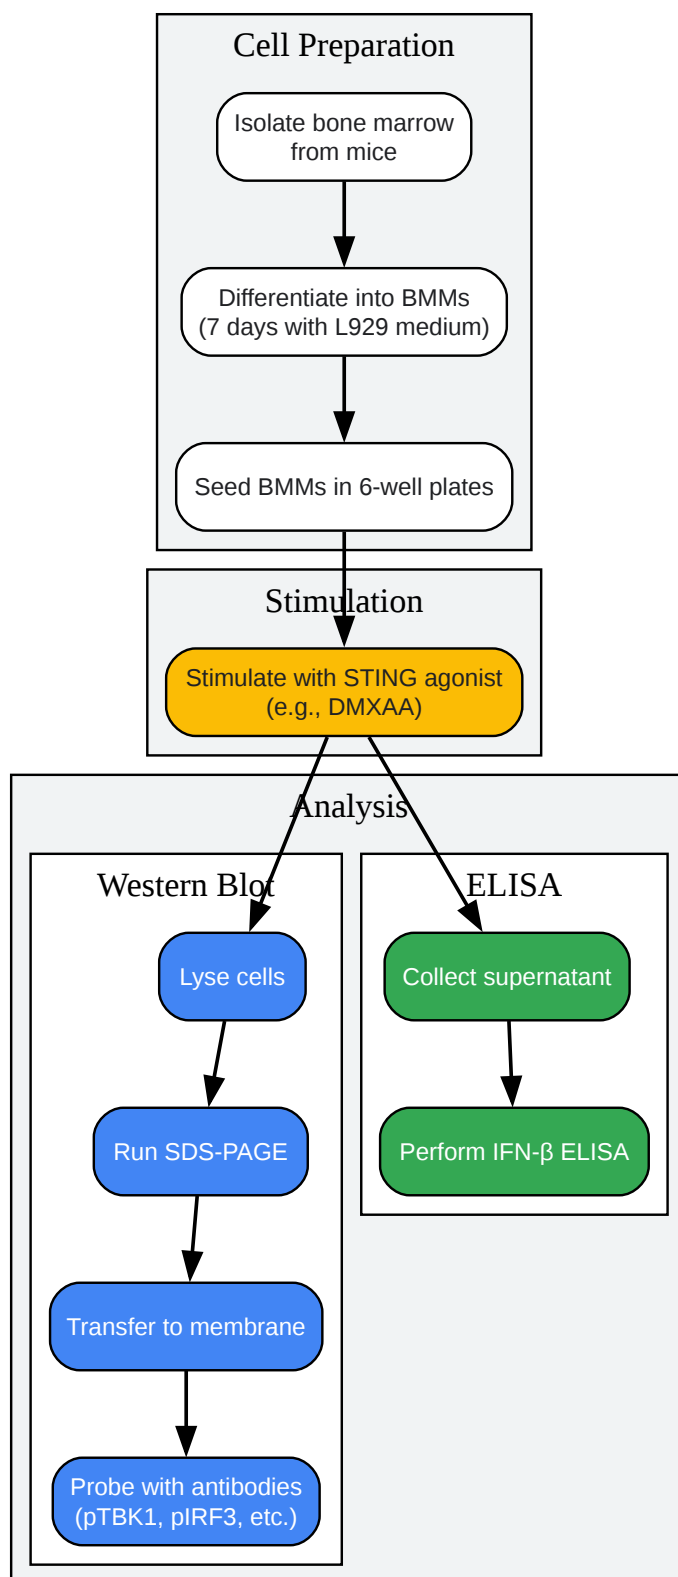 Cell Preparation
Isolate bone marrow
from mice
Differentiate into BMMs
(7 days with L929 medium)
Seed BMMs in 6-well plates
Stimulation
Stimulate with STING agonist
(e.g., DMXAA)
Analysis
Western Blot
Lyse cells
Run SDS-PAGE
Transfer to membrane
Probe with antibodies
(pTBK1, pIRF3, etc.)
ELISA
Collect supernatant
Perform IFN-β ELISA